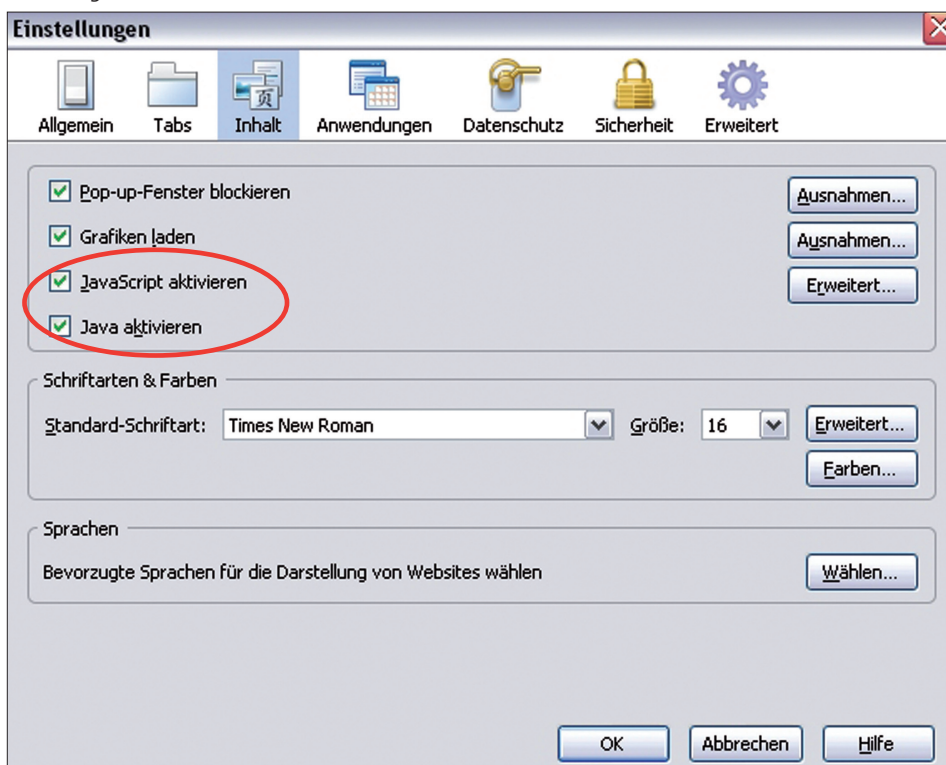 Einstellungen
Allgemein Tabs Inhalt Anwendungen Datenschutz Sicherheit Erweitert
页
Pop-up-Fenster blockieren Ausnahmen...
Grafiken laden Ausnahmen...
JavaScript aktivieren Erweitert...
Java aktivieren
Schriftarten & Farben
Standard-Schriftart: Times New Roman Größe: 16 Erweitert...
Farben...
Sprachen
Bevorzugte Sprachen für die Darstellung von Websites wählen Wählen...
OK Abbrechen Hilfe